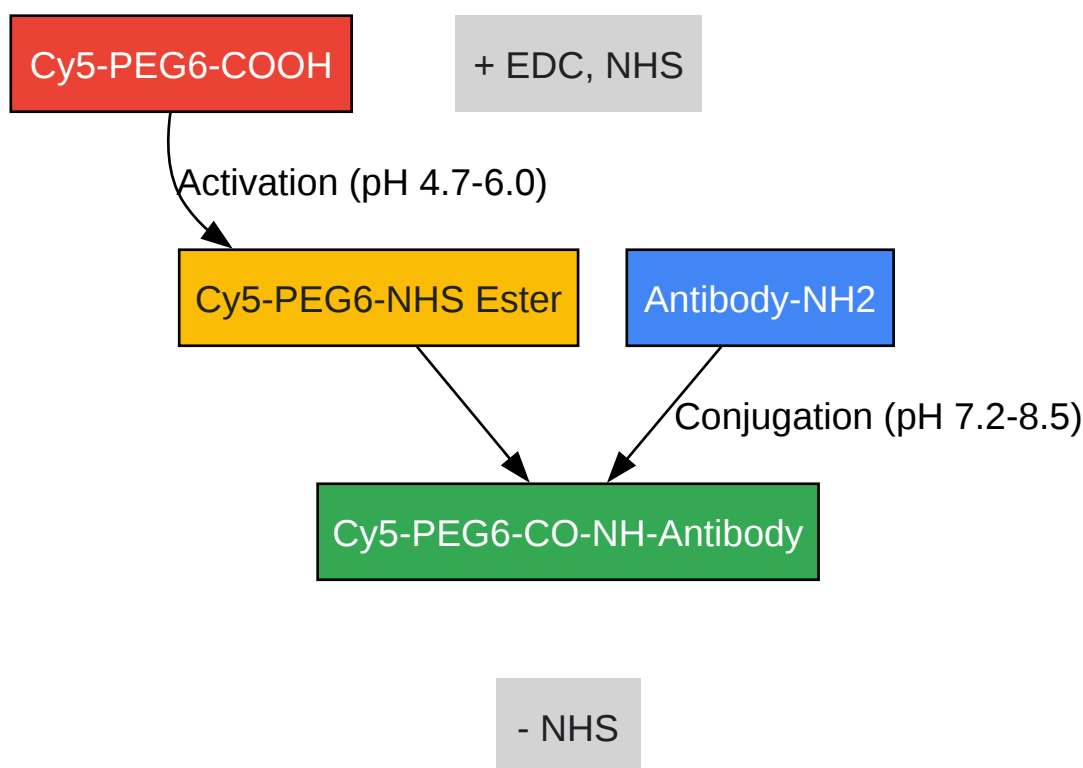 Cy5-PEG6-COOH
+ EDC, NHS
Activation (pH 4.7-6.0)
Cy5-PEG6-NHS Ester
Antibody-NH2
Conjugation (pH 7.2-8.5)
Cy5-PEG6-CO-NH-Antibody
- NHS